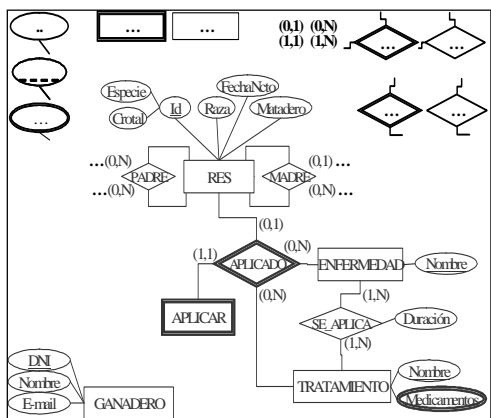 ..
...
...
(0,1) (0,N)
(1,1) (1,N)
...
...
...
...
...
FechaNcto
Especie
Id
Raza
Matadero
Crotal
...(0,N)
PADRE
...(0,N)
RES
(0,1)...
MADRE
(0,N)...
(0,1)
(1,1)
APLICADO
(0,N)
ENFERMEDAD
Nombre
(0,N)
(1,N)
APLICAR
SE_APLICA
Duración
(1,N)
DNI
Nombre
E-mail
GANADERO
TRATAMIENTO
Nombre
Medicamentos